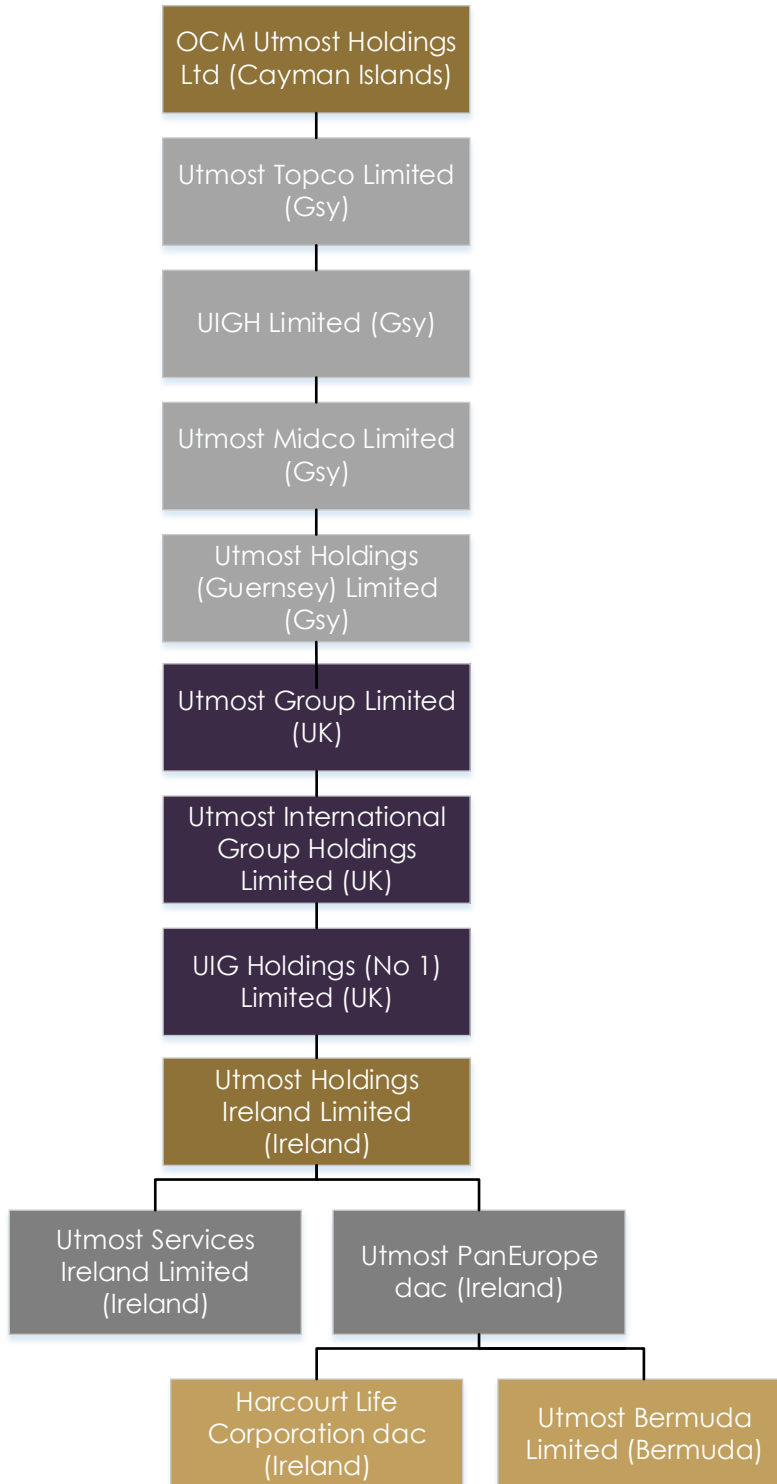 OCM Utmost Holdings
Ltd (Cayman Islands)
Utmost Topco Limited
(Gsy)
UIGH Limited (Gsy)
Utmost Midco Limited
(Gsy)
Utmost Holdings
(Guernsey) Limited
(Gsy)
Utmost Group Limited
(UK)
Utmost International
Group Holdings
Limited (UK)
UIG Holdings (No 1)
Limited (UK)
Utmost Holdings
Ireland Limited
(Ireland)
Utmost Services
Ireland Limited
(Ireland)
Utmost PanEurope
dac (Ireland)
Harcourt Life
Corporation dac
(Ireland)
Utmost Bermuda
Limited (Bermuda)